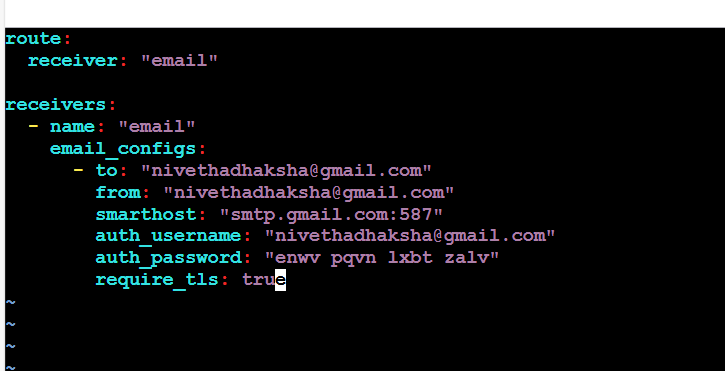 route:
  receiver: "email"

receivers:
  - name: "email"
    email_configs:
      - to: "nivethadhaksha@gmail.com"
        from: "nivethadhaksha@gmail.com"
        smarthost: "smtp.gmail.com:587"
        auth_username: "nivethadhaksha@gmail.com"
        auth_password: "enwv pqvn lxbt zalv"
        require_tls: true
~
~
~
~